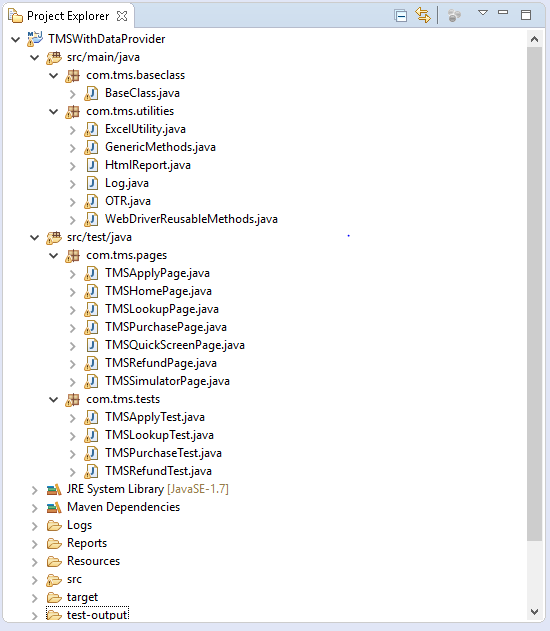 Project Explorer
TMSWithDataProvider
src/main/java
com.tms.baseclass
BaseClass.java
com.tms.utilities
ExcelUtility.java
GenericMethods.java
HtmlReport.java
Log.java
OTR.java
WebDriverReusableMethods.java
src/test/java
com.tms.pages
TMSApplyPage.java
TMSHomePage.java
TMSLookupPage.java
TMSPurchasePage.java
TMSQuickScreenPage.java
TMSRefundPage.java
TMSSimulatorPage.java
com.tms.tests
TMSApplyTest.java
TMSLookupTest.java
TMSPurchaseTest.java
TMSRefundTest.java
JRE System Library [JavaSE-1.7]
Maven Dependencies
Logs
Reports
Resources
src
target
test-output